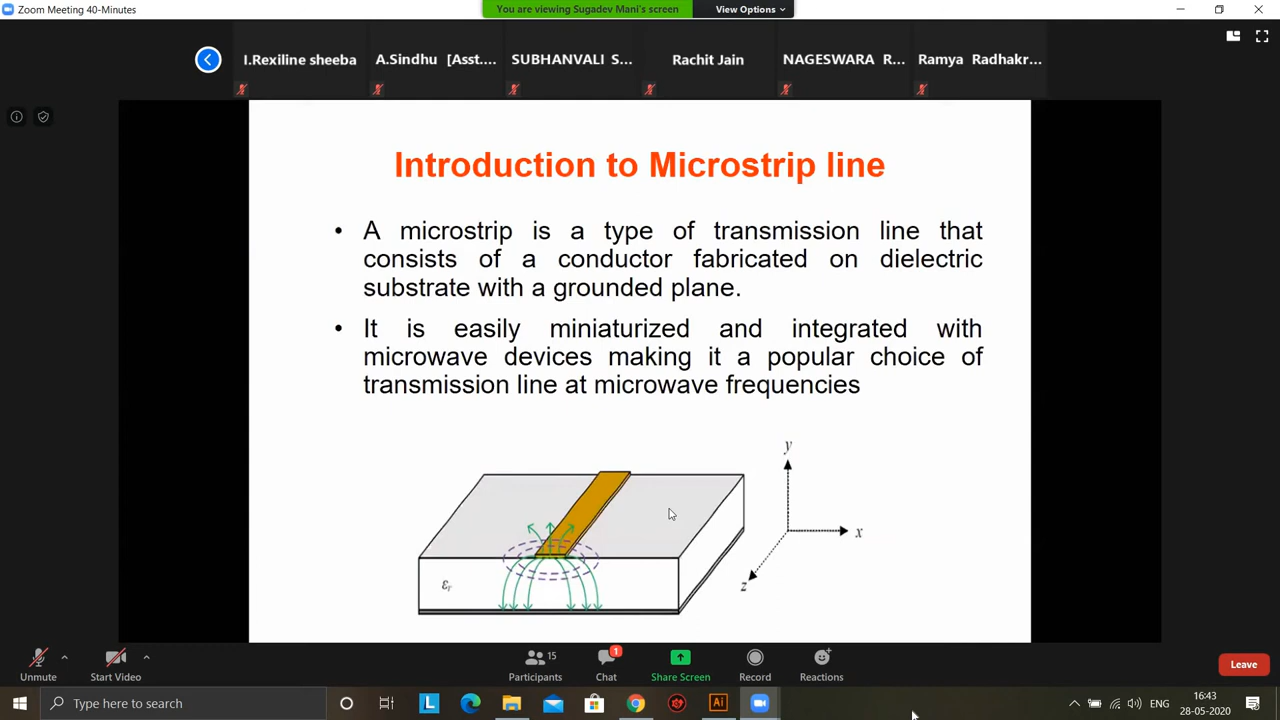 Zoom Meeting 40-Minutes
You are viewing Sugadev Mani's screen
View Options
I.Rexiline sheeba
A.Sindhu [Asst....
SUBHANVALI S...
Rachit Jain
NAGESWARA R...
Ramya Radhakr...
Introduction to Microstrip line
• A microstrip is a type of transmission line that
consists of a conductor fabricated on dielectric
substrate with a grounded plane.
• It is easily miniaturized and integrated with
microwave devices making it a popular choice of
transmission line at microwave frequencies
y
x
z
εr
Unmute
Start Video
15
Participants
1
Chat
Share Screen
Record
Reactions
Leave
Type here to search
L
Ai
ENG
16:43
28-05-2020